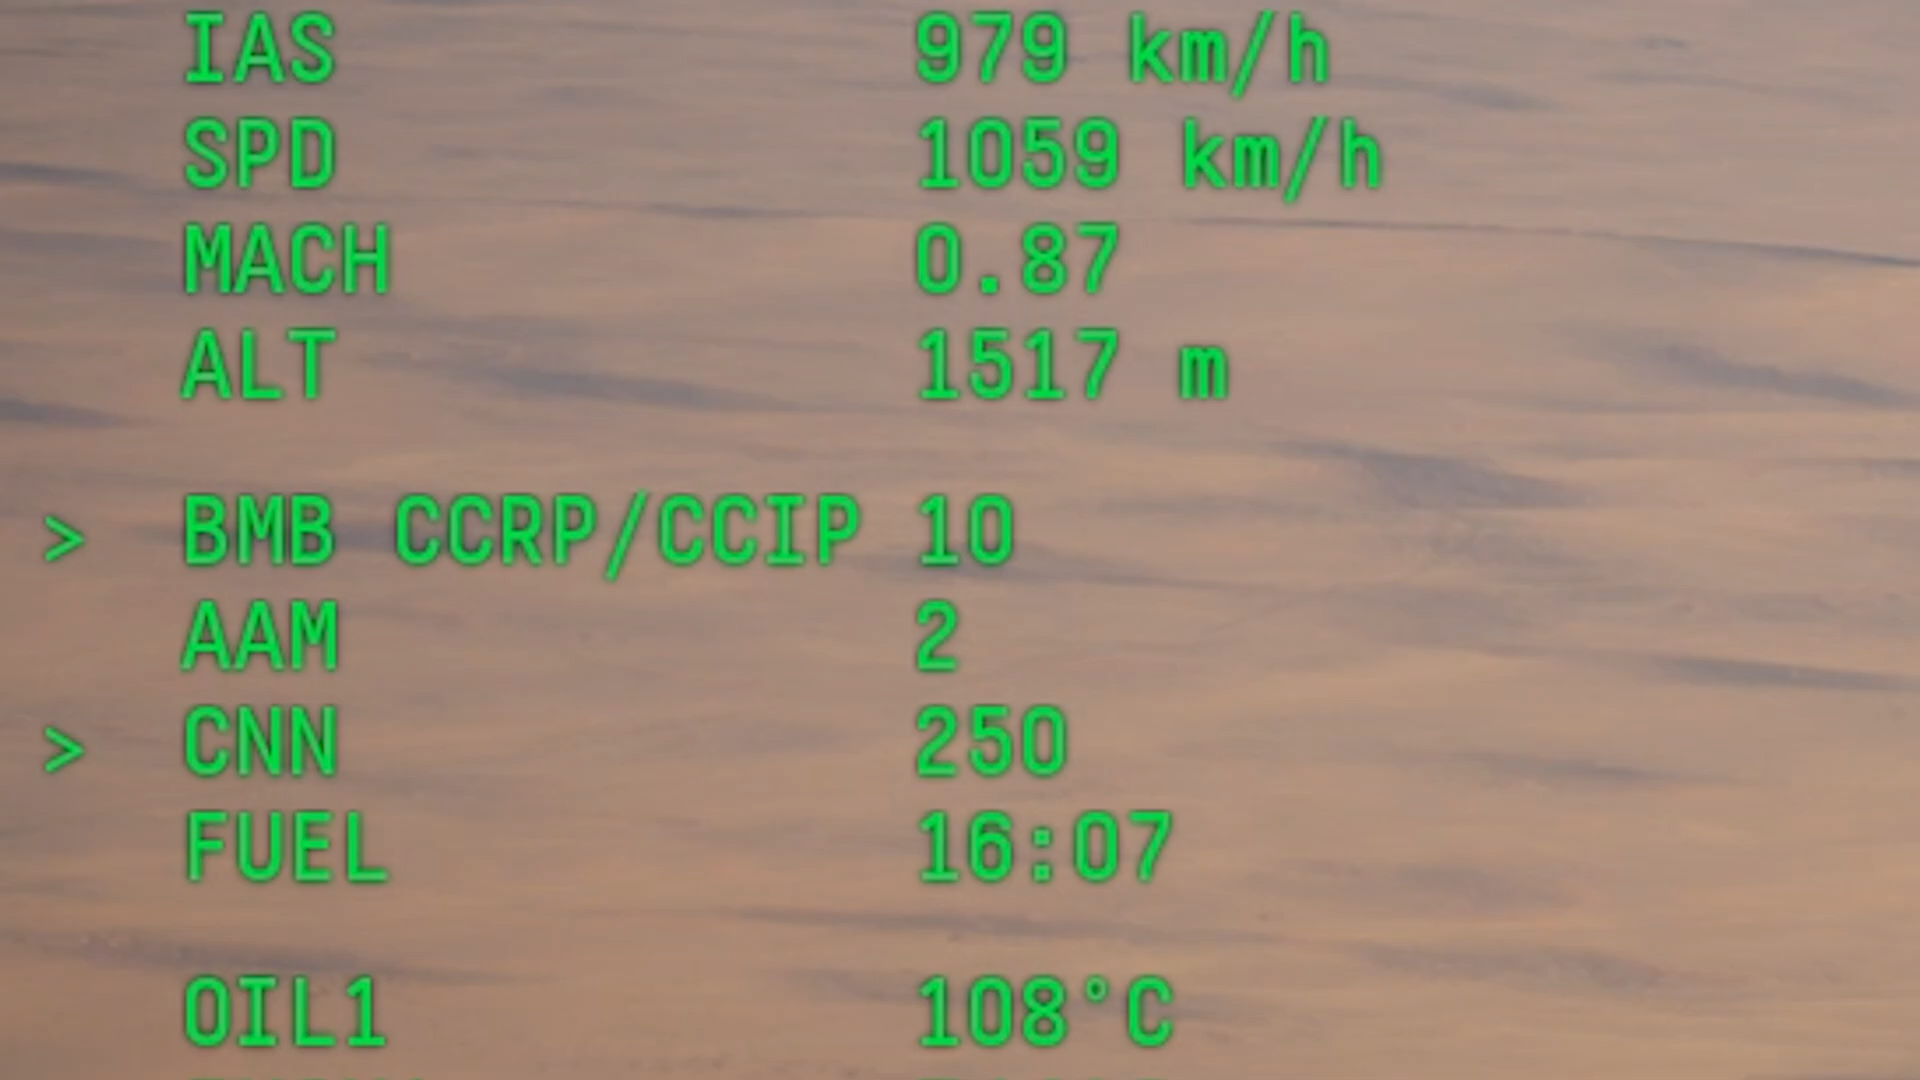 IAS 979 km/h
SPD 1059 km/h
MACH 0.87
ALT 1517 m
> BMB CCRP/CCIP 10
AAM 2
> CNN 250
FUEL 16:07
OIL1 108°C